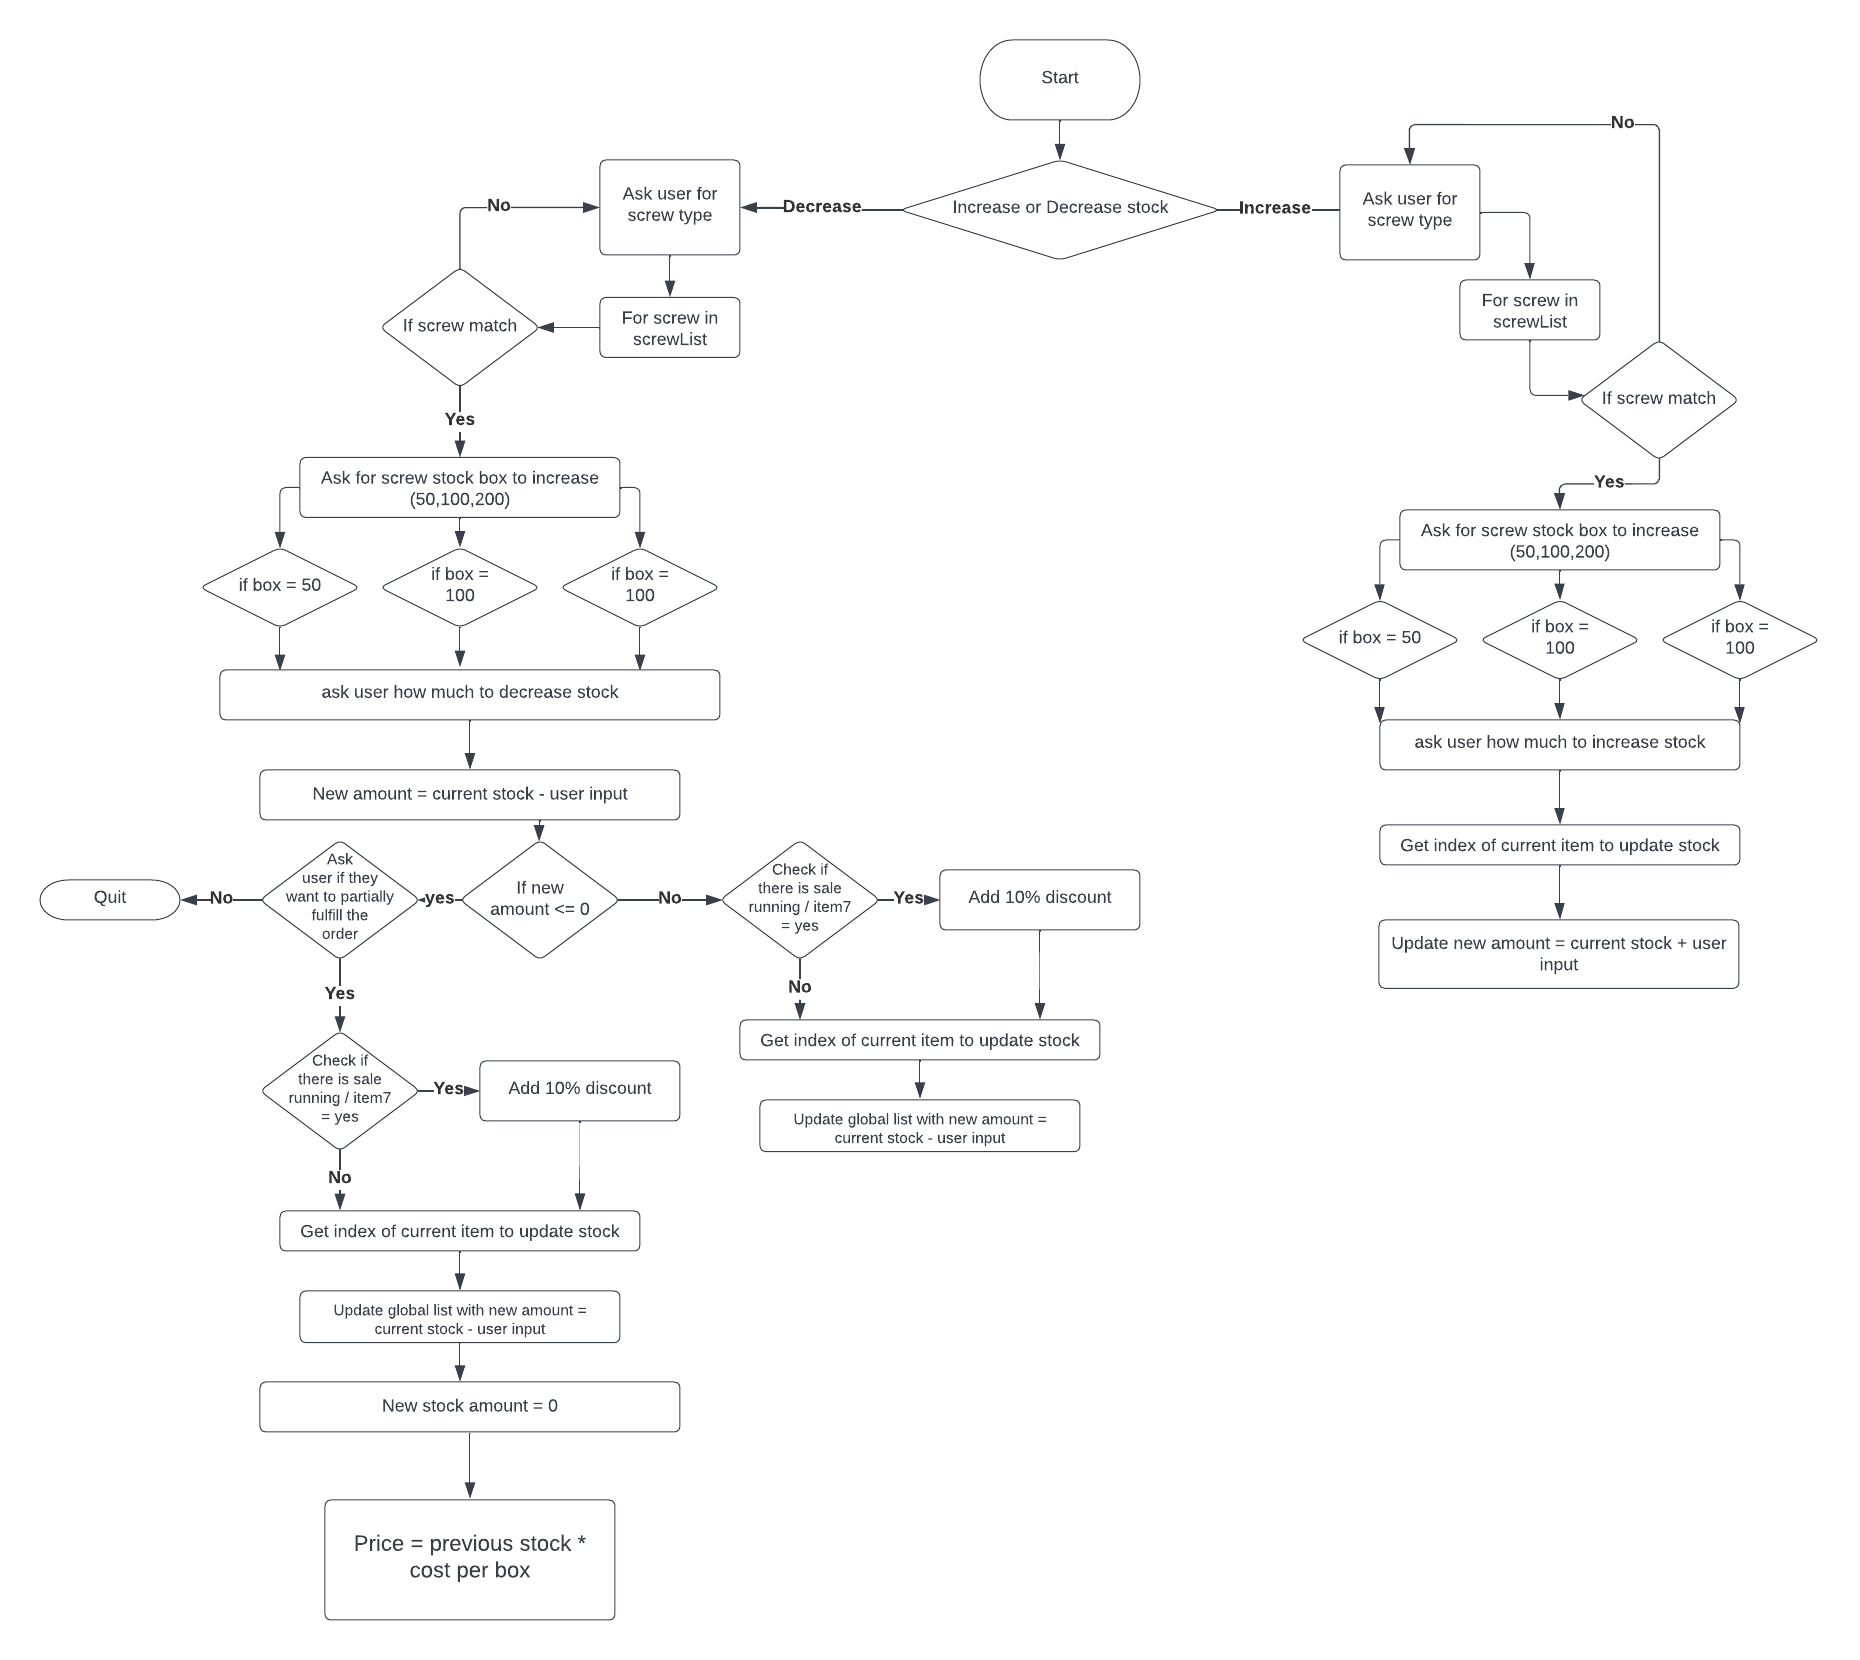 Start
No
Ask user for
screw type
Decrease
Increase or Decrease stock
Increase
Ask user for
screw type
No
For screw in
screwList
If screw match
For screw in
screwList
If screw match
Yes
Yes
Ask for screw stock box to increase
(50,100,200)
Ask for screw stock box to increase
(50,100,200)
if box = 50
if box =
100
if box =
100
if box = 50
if box =
100
if box =
100
ask user how much to decrease stock
ask user how much to increase stock
New amount = current stock - user input
Get index of current item to update stock
Quit
No
Ask
user if they
want to partially
fulfill the
order
yes
If new
amount <= 0
No
Check if
there is sale
running / item7
= yes
Yes
Add 10% discount
Update new amount = current stock + user
input
Yes
No
Get index of current item to update stock
Update global list with new amount =
current stock - user input
Check if
there is sale
running / item7
= yes
Yes
Add 10% discount
No
Get index of current item to update stock
Update global list with new amount =
current stock - user input
New stock amount = 0
Price = previous stock *
cost per box